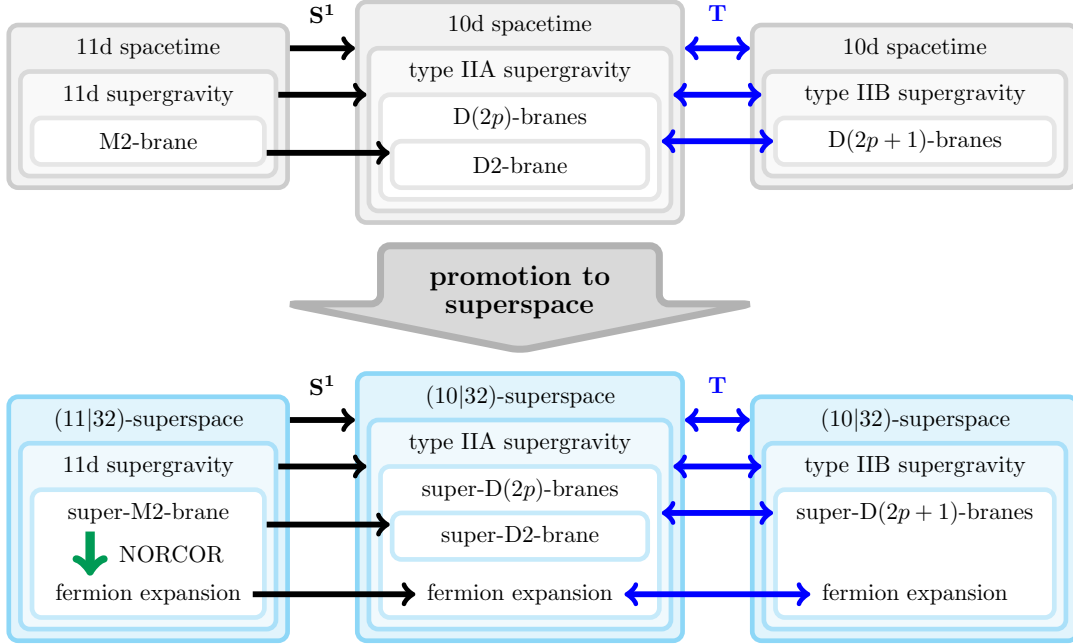 S¹
T
11d spacetime
10d spacetime
10d spacetime
11d supergravity
type IIA supergravity
type IIB supergravity
M2-brane
D(2p)-branes
D(2p + 1)-branes
D2-brane
promotion to
superspace
S¹
T
(11|32)-superspace
(10|32)-superspace
(10|32)-superspace
11d supergravity
type IIA supergravity
type IIB supergravity
super-M2-brane
super-D(2p)-branes
super-D(2p + 1)-branes
super-D2-brane
NORCOR
fermion expansion
fermion expansion
fermion expansion